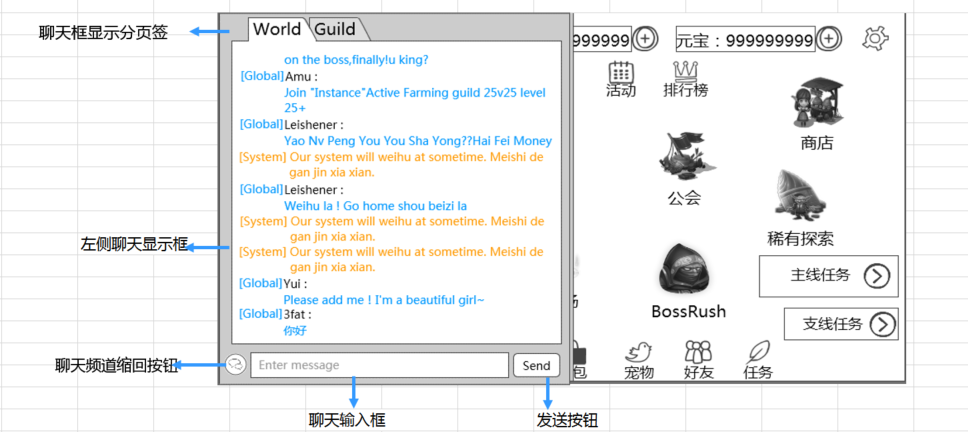 聊天框显示分页签
World
Guild
on the boss,finally!u king?
[Global]Amu :
Join "Instance"Active Farming guild 25v25 level
25+
[Global]Leishener :
Yao Nv Peng You You Sha Yong??Hai Fei Money
[System] Our system will weihu at sometime. Meishi de
gan jin xia xian.
[Global]Leishener :
Weihu la ! Go home shou beizi la
[System] Our system will weihu at sometime. Meishi de
gan jin xia xian.
[System] Our system will weihu at sometime. Meishi de
gan jin xia xian.
[Global]Yui :
Please add me ! I'm a beautiful girl~
[Global]3fat :
你好
左侧聊天显示框
聊天频道缩回按钮
Enter message
Send
聊天输入框
发送按钮
999999
元宝：999999999
活动
排行榜
商店
公会
稀有探索
主线任务
BossRush
支线任务
包
宠物
好友
任务